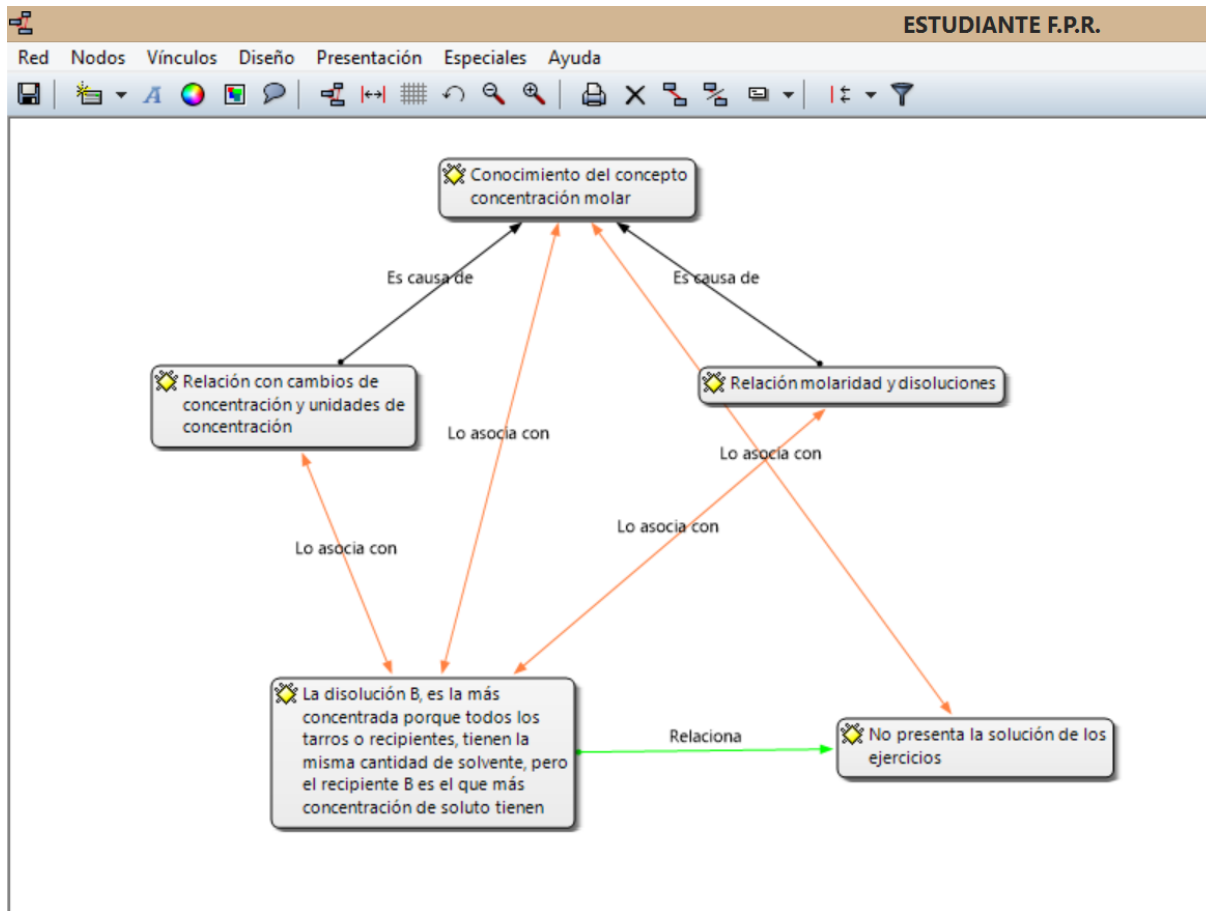 ESTUDIANTE F.P.R.
Red Nodos Vínculos Diseño Presentación Especiales Ayuda
Conocimiento del concepto
concentración molar
Es causa de
Es causa de
Relación con cambios de
concentración y unidades de
concentración
Relación molaridad y disoluciones
Lo asocia con
Lo asocia con
Lo asocia con
Lo asocia con
La disolución B, es la más
concentrada porque todos los
tarros o recipientes, tienen la
misma cantidad de solvente, pero
el recipiente B es el que más
concentración de soluto tienen
Relaciona
No presenta la solución de los
ejercicios